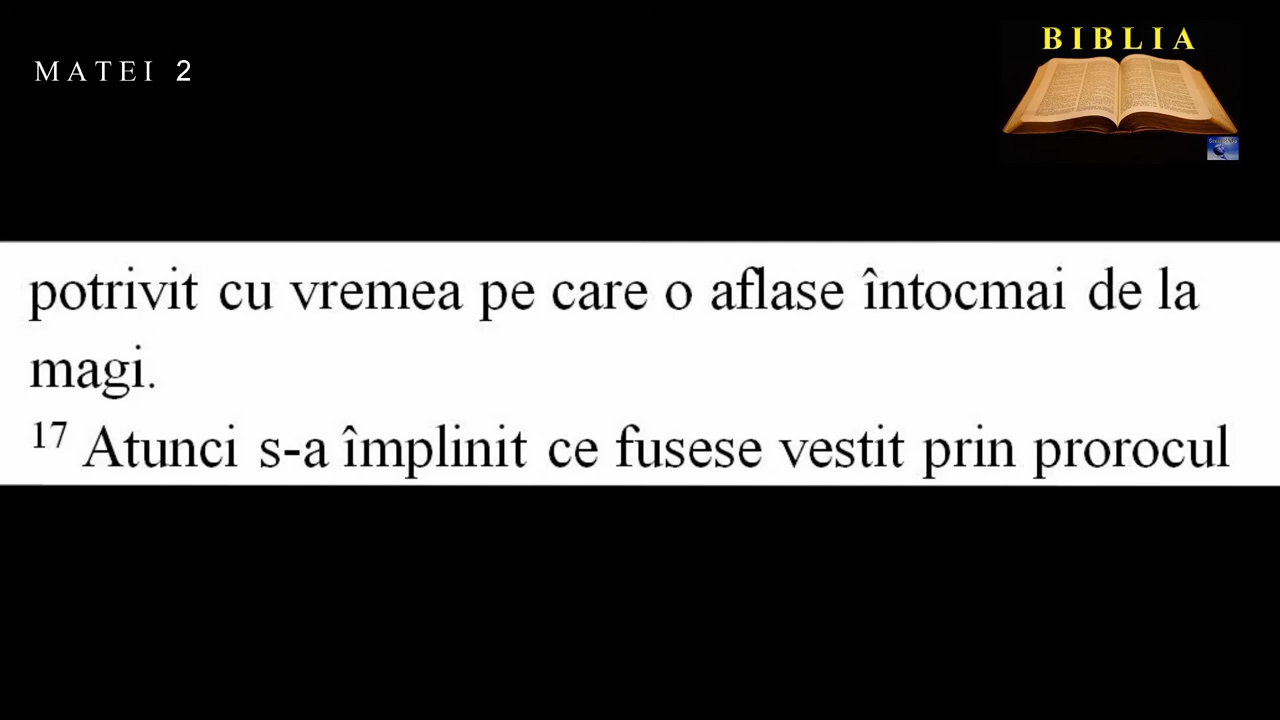 BIBLIA
MATEI 2
potrivit cu vremea pe care o aflase întocmai de la
magi.
17 Atunci s-a împlinit ce fusese vestit prin prorocul